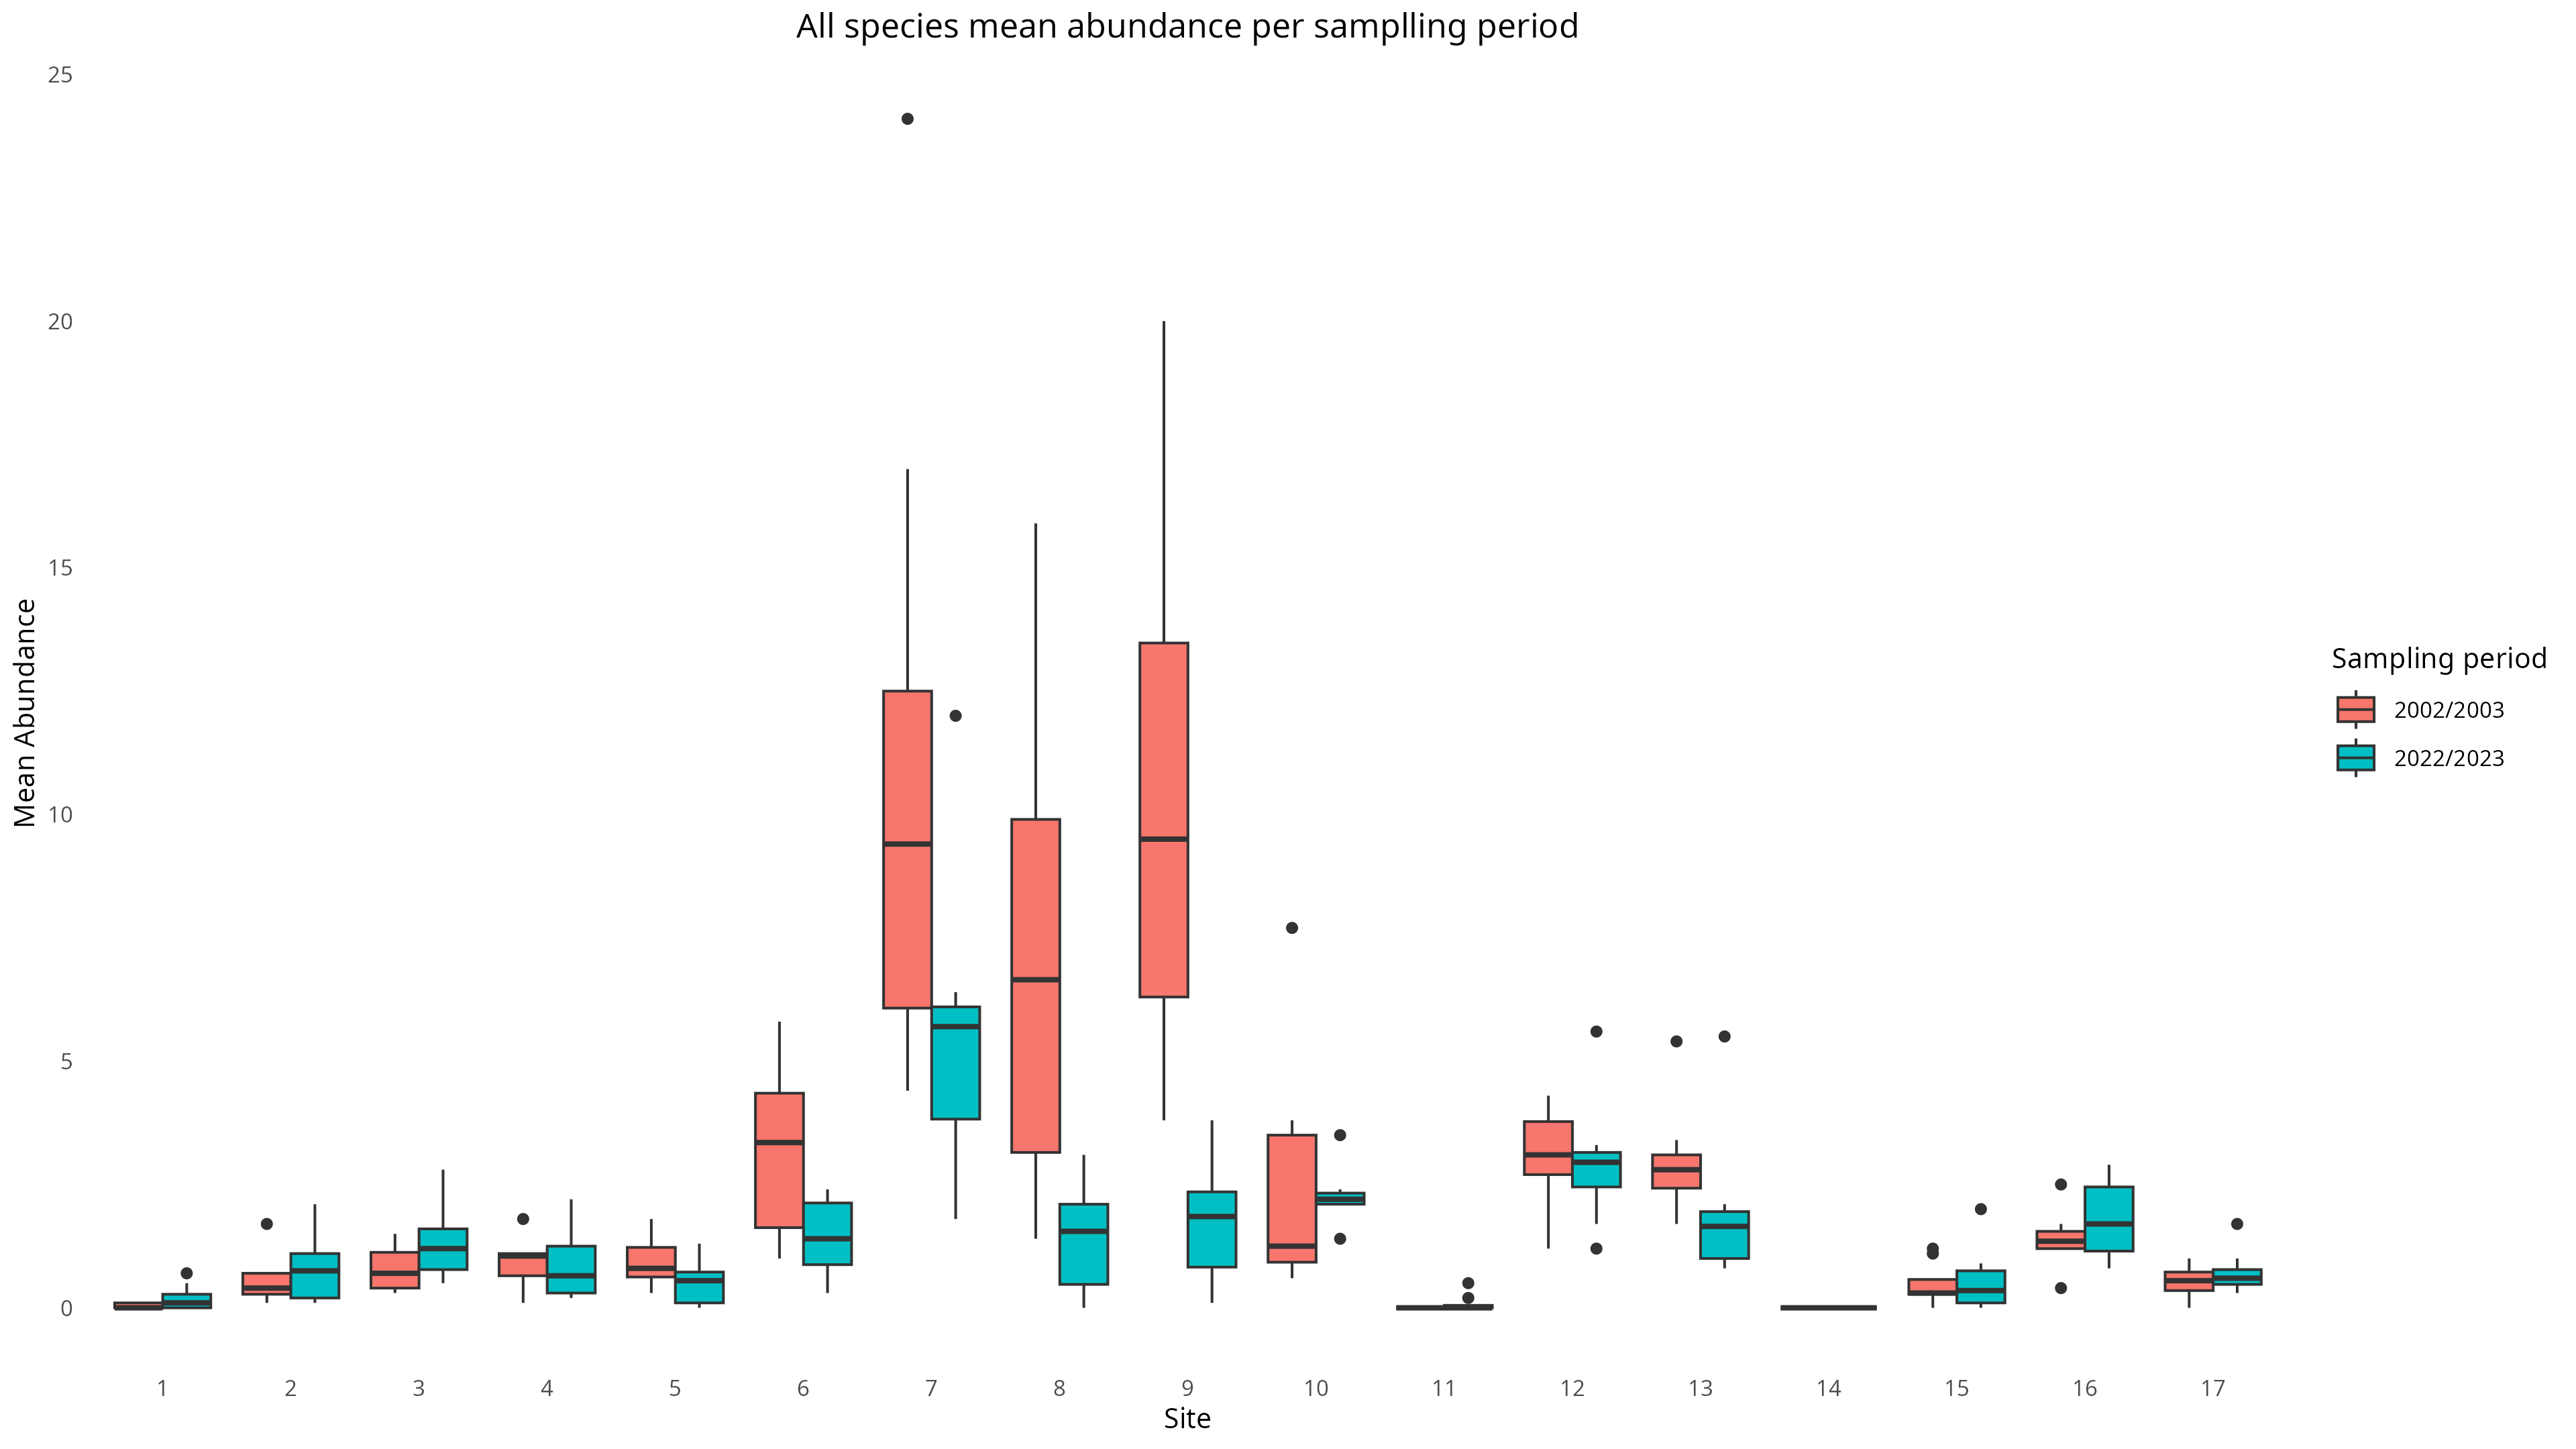 All species mean abundance per samplling period
25
20
15
10
5
0
Mean Abundance
1 2 3 4 5 6 7 8 9 10 11 12 13 14 15 16 17
Site
Sampling period
2002/2003
2022/2023